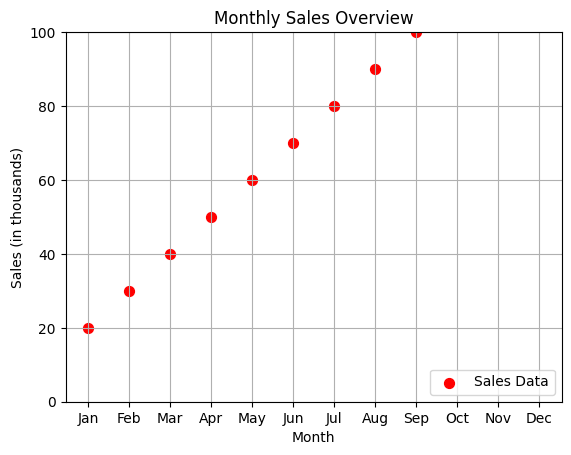 Monthly Sales Overview
100
80
60
40
20
0
Sales (in thousands)
Jan Feb Mar Apr May Jun Jul Aug Sep Oct Nov Dec
Month
Sales Data